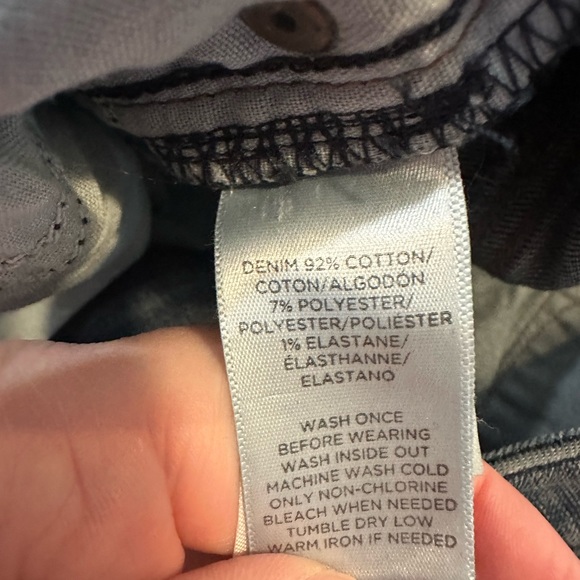 DENIM 92% COTTON/
COTON/ALGODÓN
7% POLYESTER/
POLYESTER/POLIÉSTER
1% ELASTANE/
ÉLASTHANNE/
ELASTANO
WASH ONCE
BEFORE WEARING
WASH INSIDE OUT
MACHINE WASH COLD
ONLY NON-CHLORINE
BLEACH WHEN NEEDED
TUMBLE DRY LOW
WARM IRON IF NEEDED